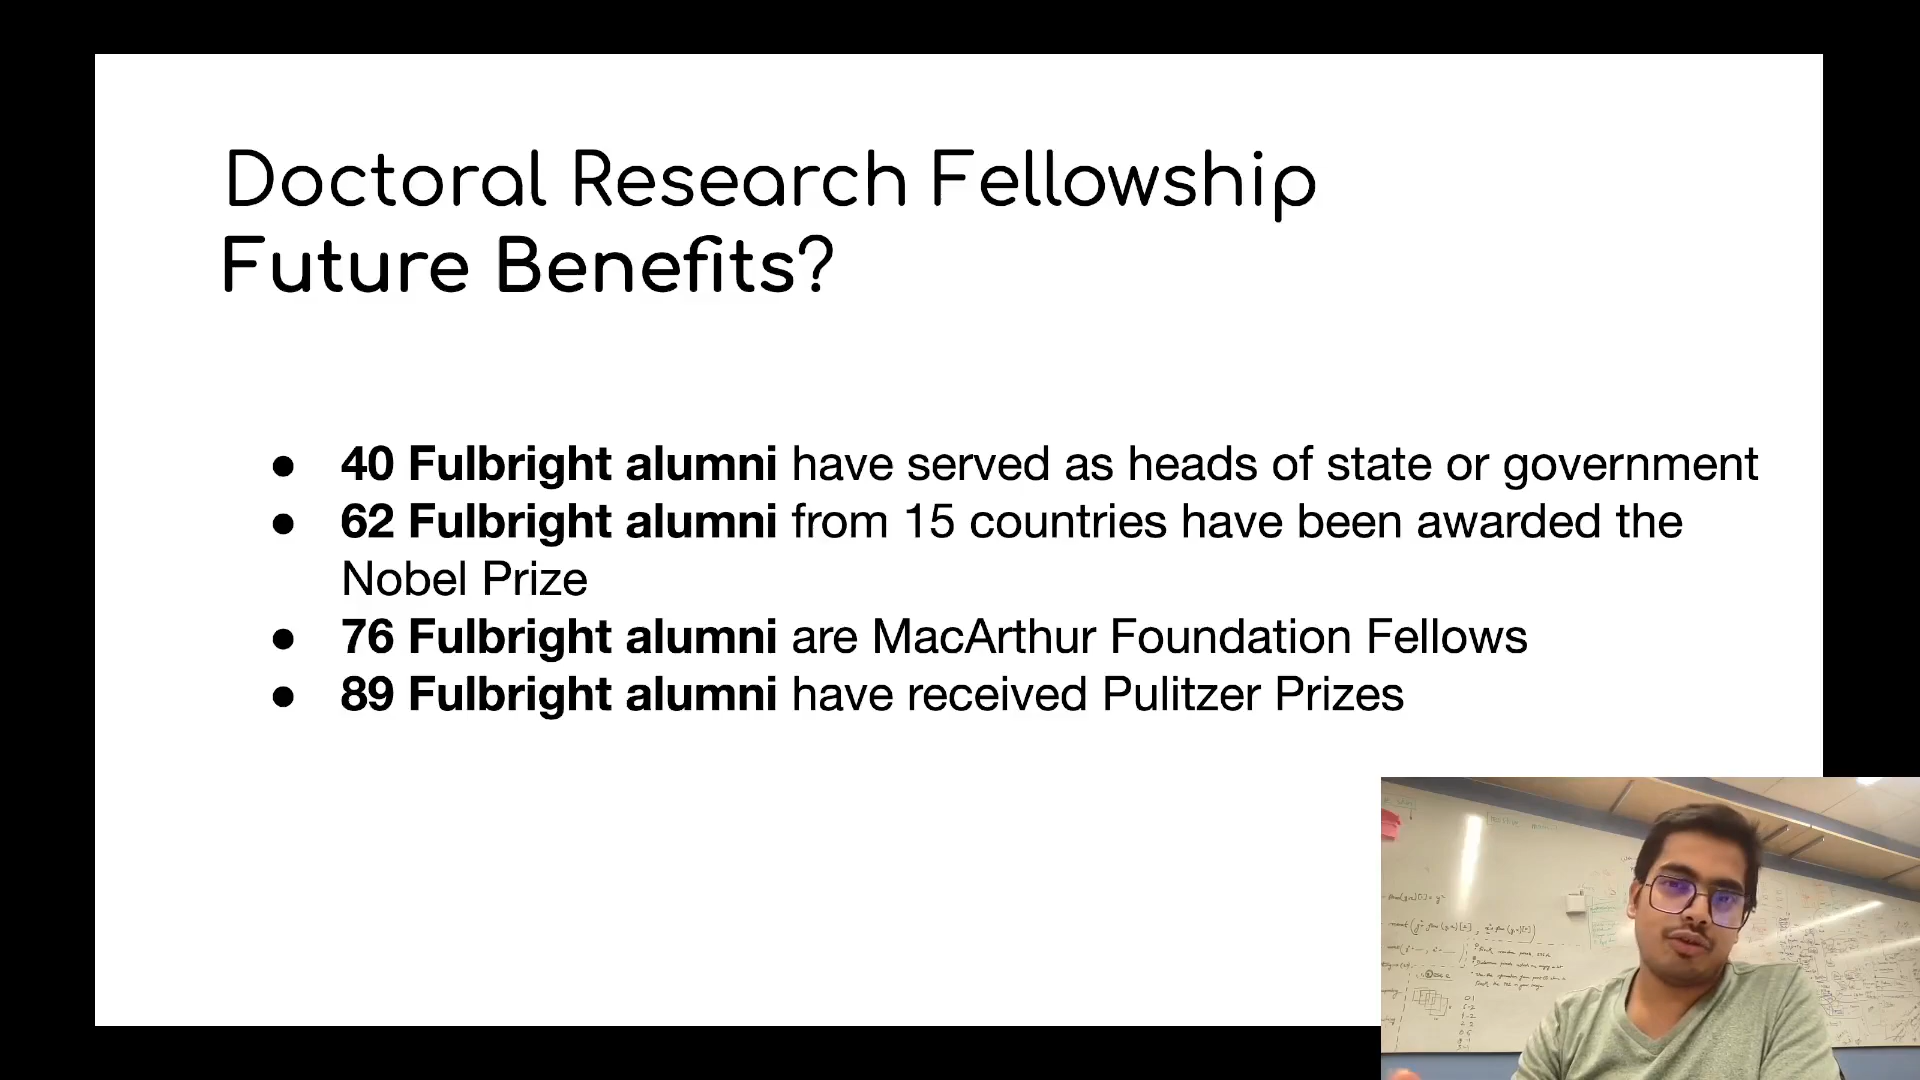 Doctoral Research Fellowship
Future Benefits?
● 40 Fulbright alumni have served as heads of state or government
● 62 Fulbright alumni from 15 countries have been awarded the
Nobel Prize
● 76 Fulbright alumni are MacArthur Foundation Fellows
● 89 Fulbright alumni have received Pulitzer Prizes